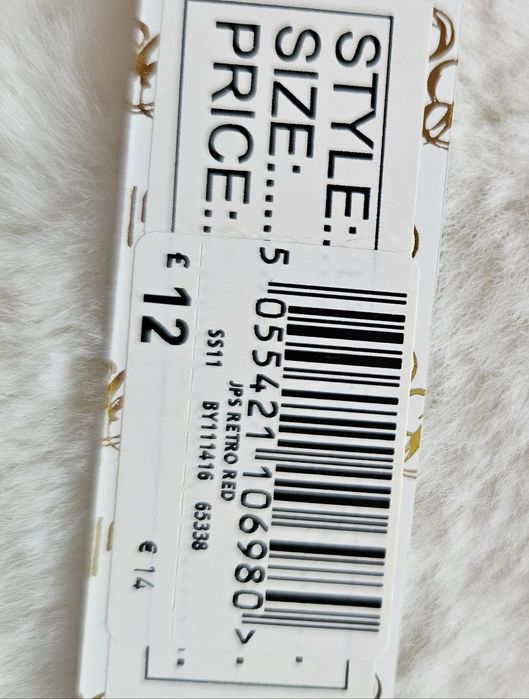 STYLE:..
SIZE:.....
PRICE:..
5 055421 106980 >
JPS RETRO RED
SS11 BY111416 65338
£ 12
€ 14